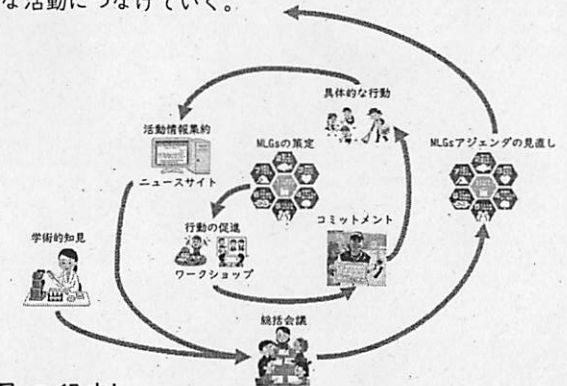 な活動につなげていく。
具体的な行動
活動情報集約
MLGsの策定
MLGsアジェンダの見直し
ニュースサイト
行動の促進
コミットメント
学術的知見
ワークショップ
総括会議